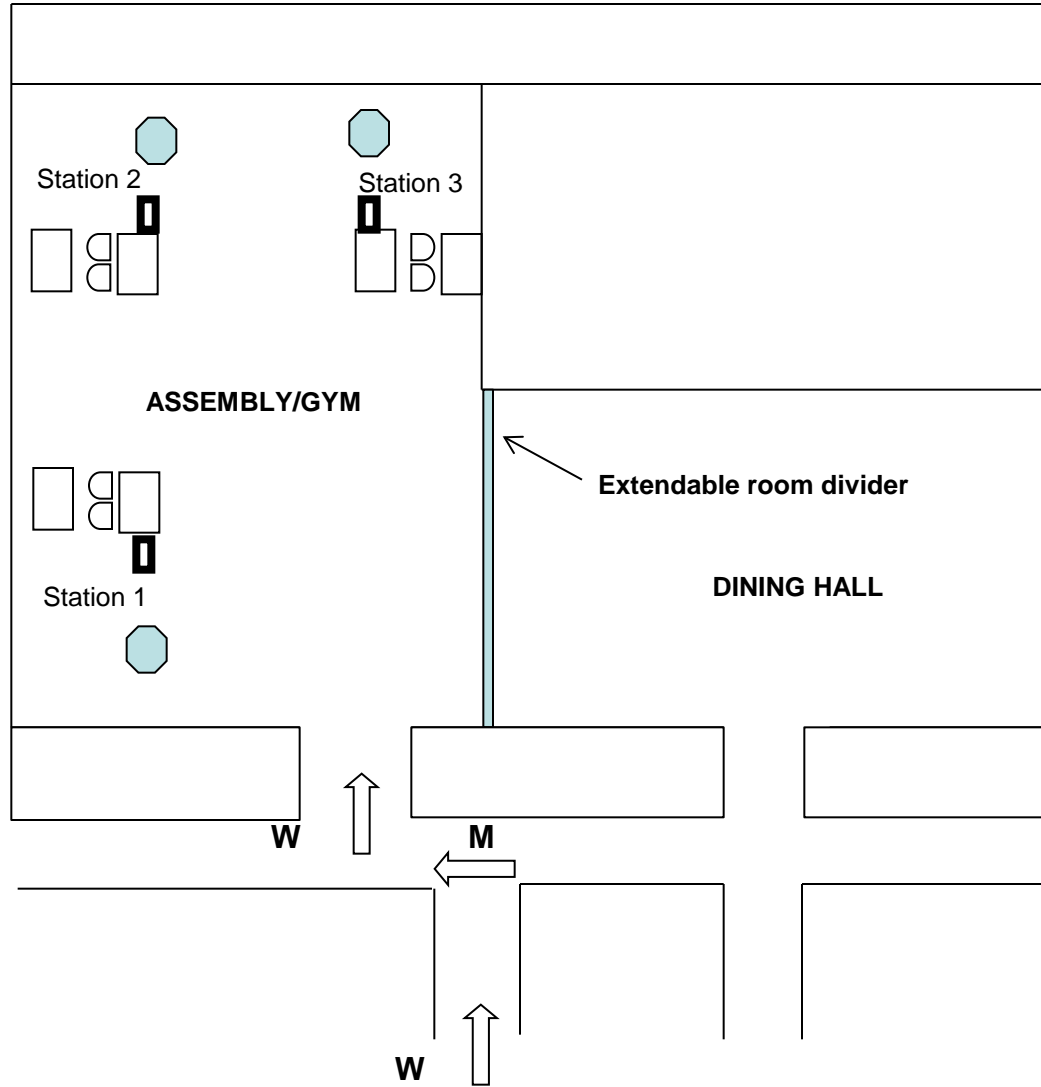 Station 2
Station 3
ASSEMBLY/GYM
Extendable room divider
DINING HALL
Station 1
W
M
W